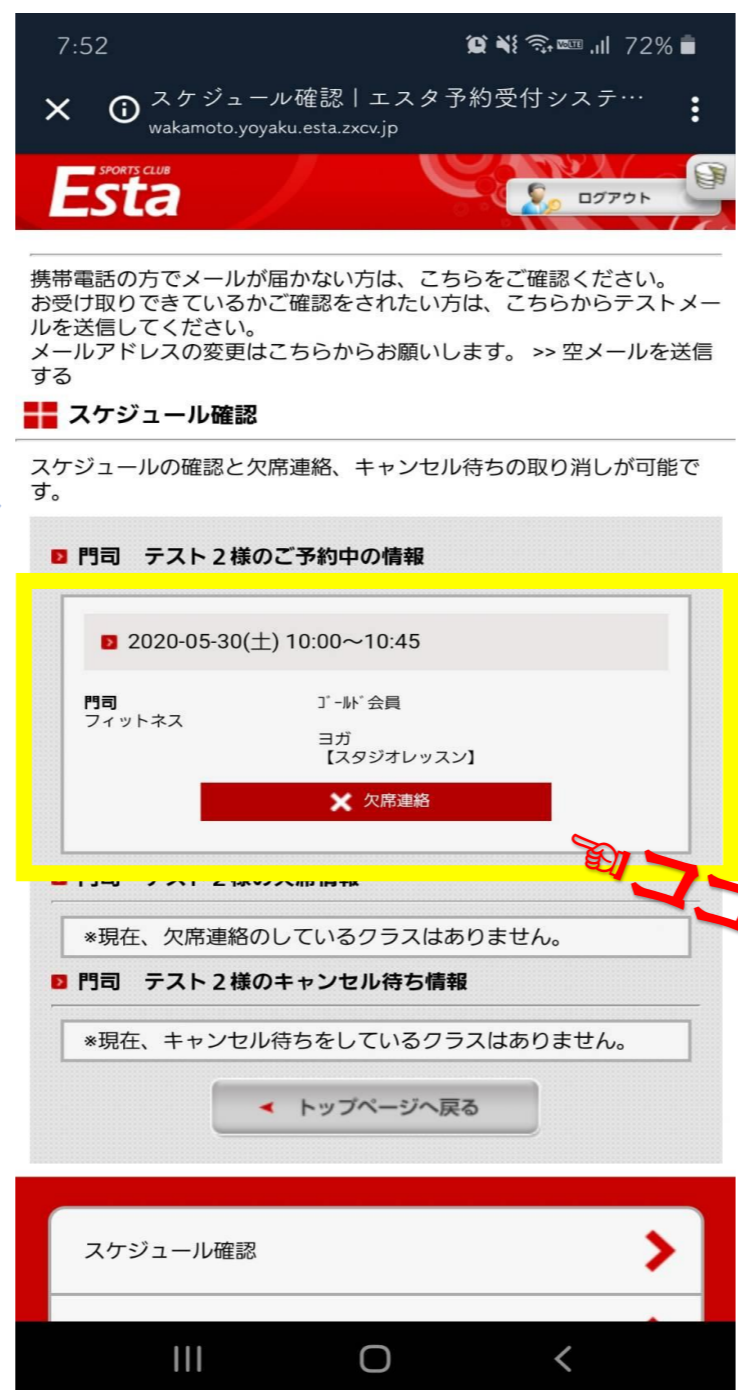 7:52
VoLTE 72%
スケジュール確認 | エスタ予約受付システ…
wakamoto.yoyaku.esta.zxcv.jp
SPORTS CLUB
Esta
ログアウト
携帯電話の方でメールが届かない方は、こちらをご確認ください。
お受け取りできているかご確認をされたい方は、こちらからテストメー
ルを送信してください。
メールアドレスの変更はこちらからお願いします。 >> 空メールを送信
する
スケジュール確認
スケジュールの確認と欠席連絡、キャンセル待ちの取り消しが可能で
す。
門司　テスト２様のご予約中の情報
2020-05-30(土) 10:00～10:45
門司
フィットネス
ｺﾞｰﾙﾄﾞ会員
ヨガ
【スタジオレッスン】
欠席連絡
ココ
門司　テスト２様の欠席情報
※現在、欠席連絡のしているクラスはありません。
門司　テスト２様のキャンセル待ち情報
※現在、キャンセル待ちをしているクラスはありません。
トップページへ戻る
スケジュール確認